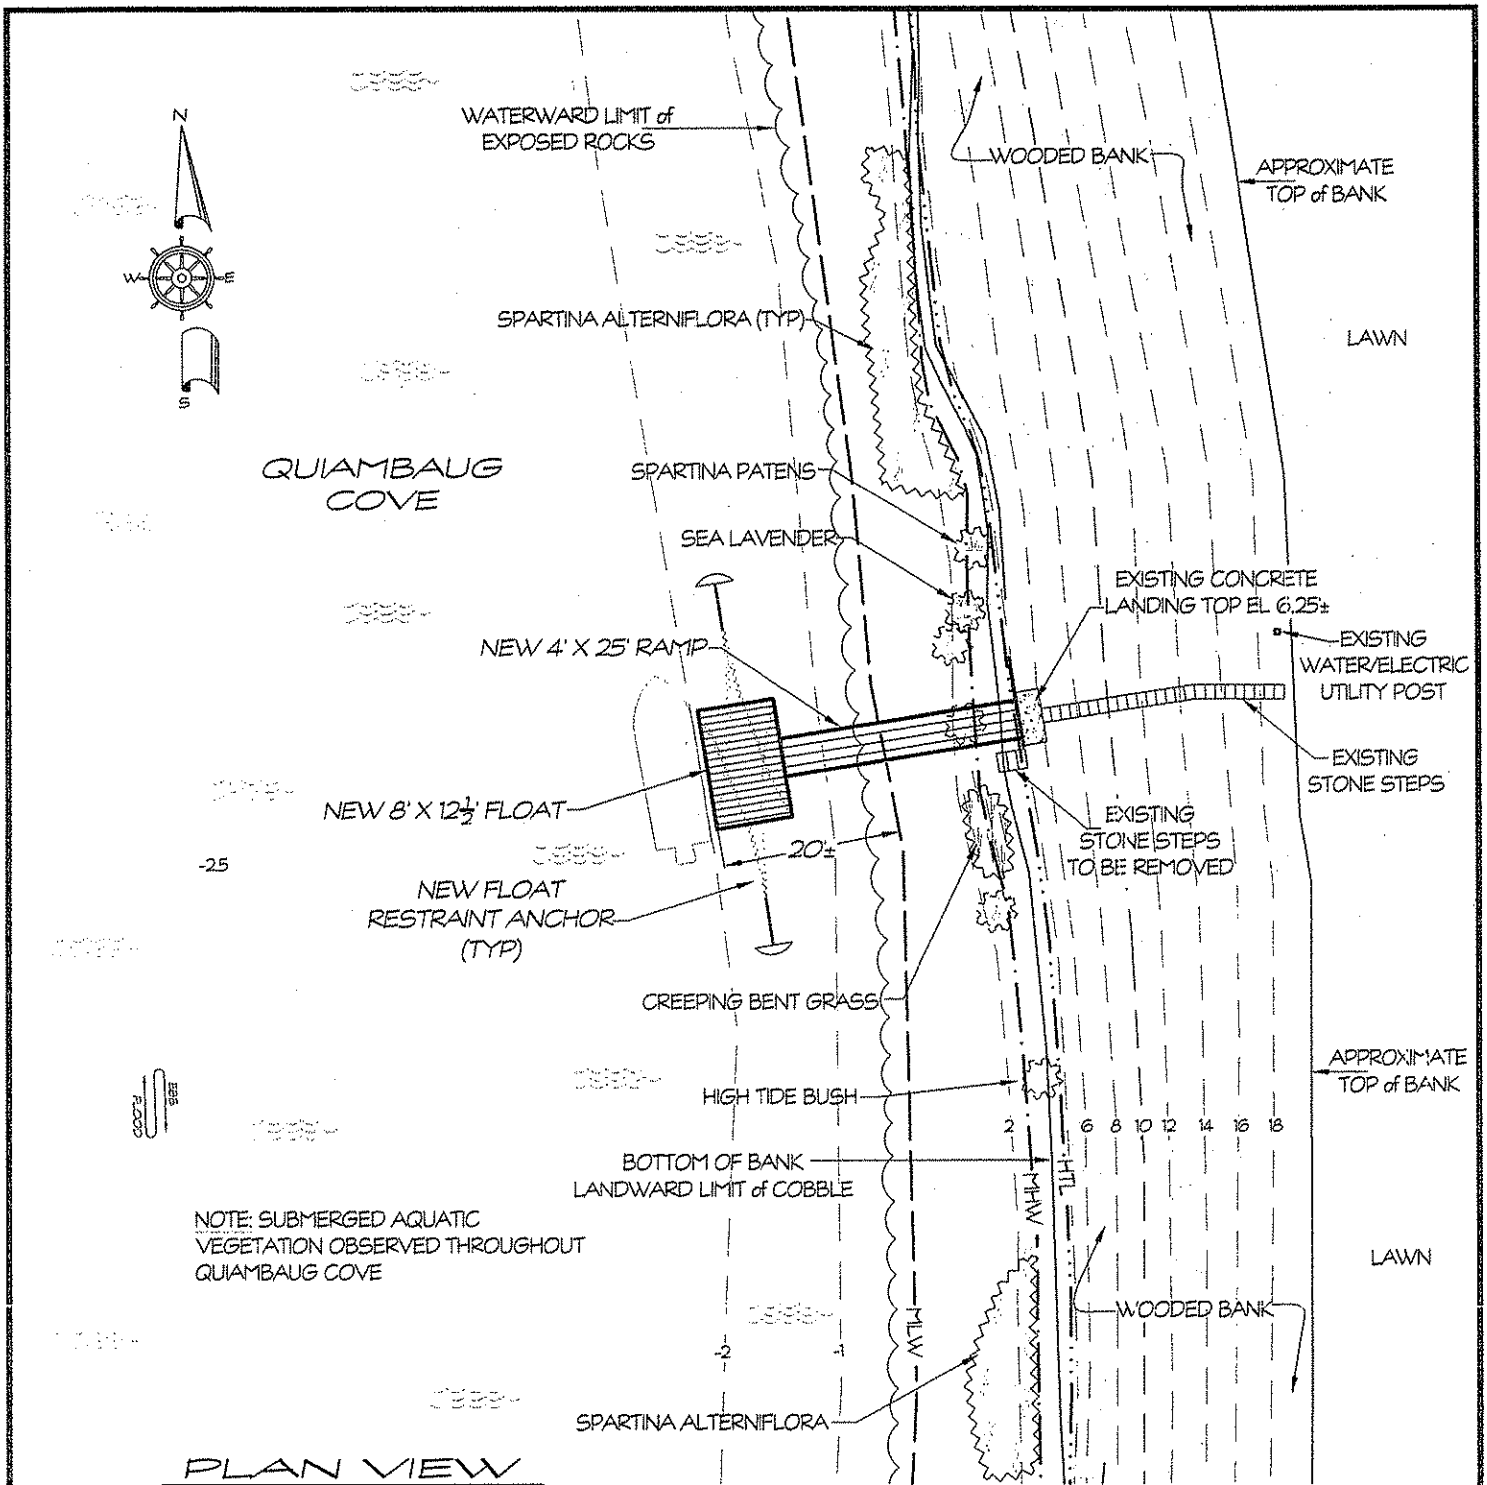 WATERWARD LIMIT of
EXPOSED ROCKS
N
WOODED BANK
APPROXIMATE
TOP of BANK
W
E
SPARTINA ALTERNIFLORA (TYP)
LAWN
S
QUIAMBAUG
COVE
SPARTINA PATENS
SEA LAVENDER
EXISTING CONCRETE
LANDING TOP EL 6.25±
NEW 4' X 25' RAMP
EXISTING
WATER/ELECTRIC
UTILITY POST
EXISTING
STONE STEPS
NEW 8' X 12½' FLOAT
EXISTING
STONE STEPS
TO BE REMOVED
20'±
-25
NEW FLOAT
RESTRAINT ANCHOR
(TYP)
CREEPING BENT GRASS
APPROXIMATE
TOP of BANK
EBB
FLOOD
HIGH TIDE BUSH
2 6 8 10 12 14 16 18
BOTTOM OF BANK
LANDWARD LIMIT of COBBLE
HTL
MHW
NOTE: SUBMERGED AQUATIC
VEGETATION OBSERVED THROUGHOUT
QUIAMBAUG COVE
LAWN
WOODED BANK
MLW
-2
-1
SPARTINA ALTERNIFLORA
PLAN VIEW